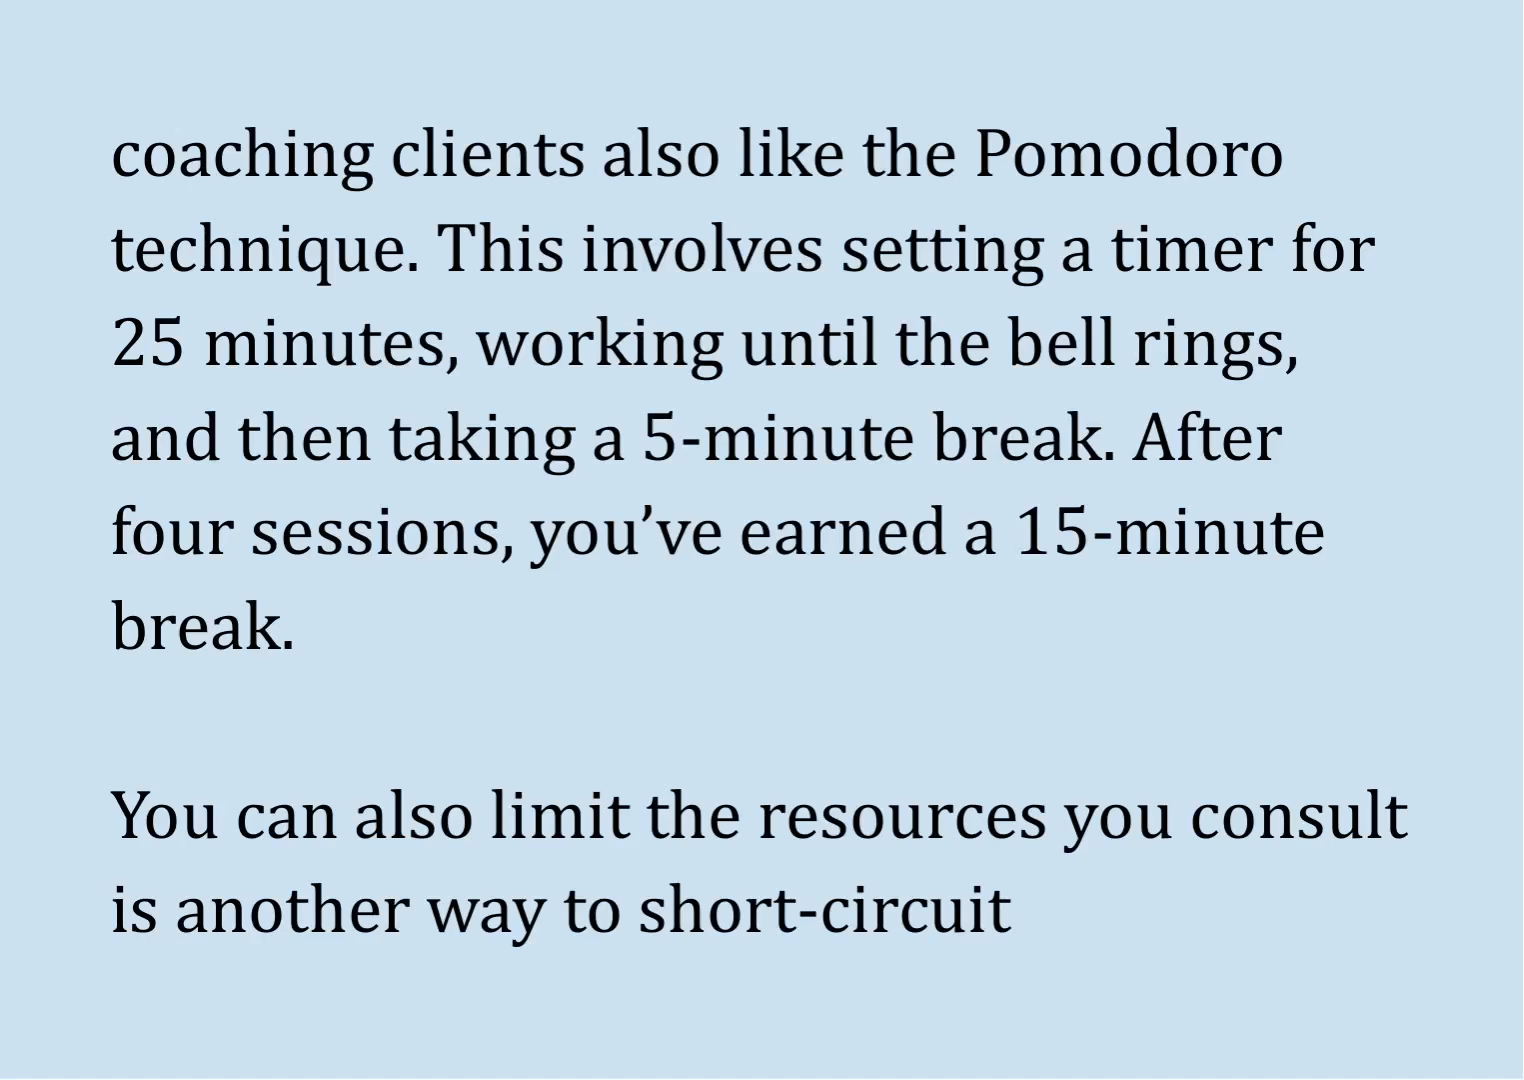 coaching clients also like the Pomodoro
technique. This involves setting a timer for
25 minutes, working until the bell rings,
and then taking a 5-minute break. After
four sessions, you’ve earned a 15-minute
break.
You can also limit the resources you consult
is another way to short-circuit